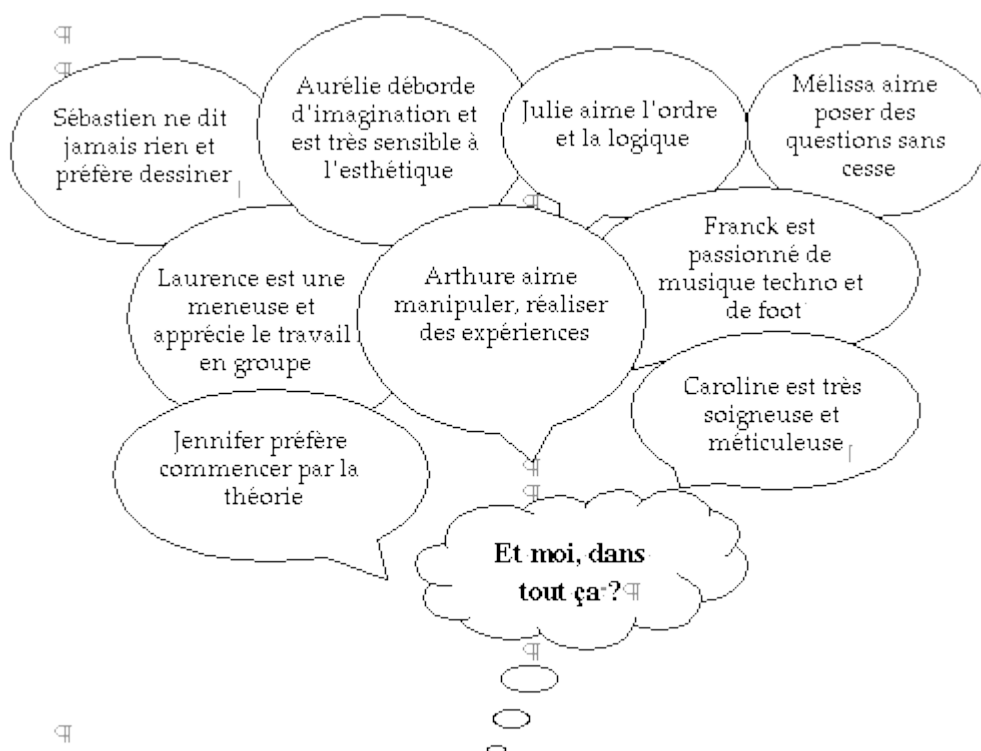 Sébastien ne dit
jamais rien et
préfère dessiner
Aurélie déborde
d'imagination et
est très sensible à
l'esthétique
Julie aime l'ordre
et la logique
Mélissa aime
poser des
questions sans
cesse
Laurence est une
meneuse et
apprécie le travail
en groupe
Arthure aime
manipuler, réaliser
des expériences
Franck est
passionné de
musique techno et
de foot
Jennifer préfère
commencer par la
théorie
Caroline est très
soigneuse et
méticuleuse
Et moi, dans
tout ça ?